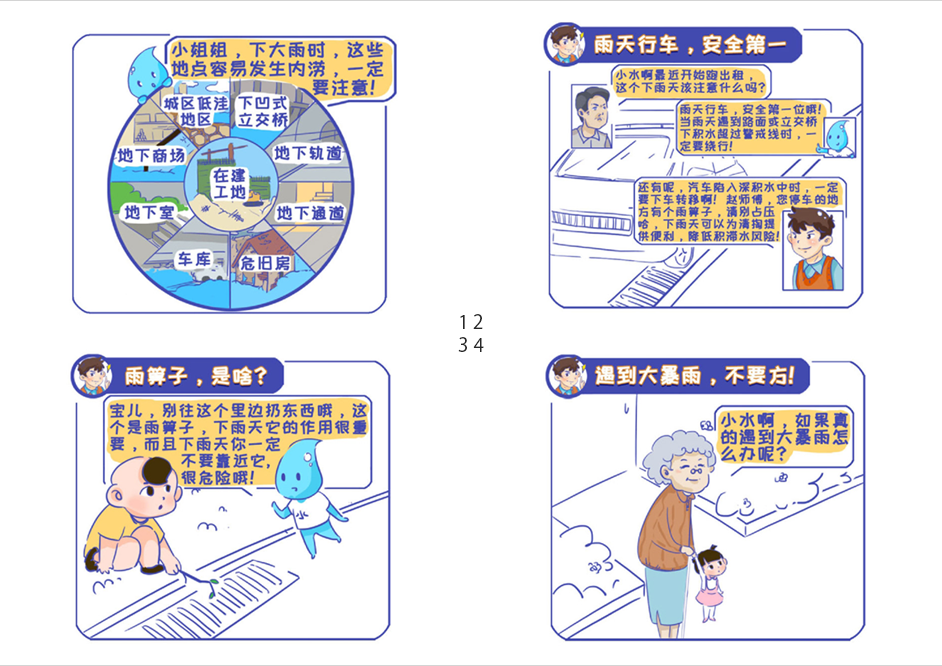 小姐姐，下大雨时，这些
地点容易发生内涝，一定
要注意！
城区低洼
地区
下凹式
立交桥
地下商场
地下轨道
在建
工地
地下室
地下通道
车库
危旧房
雨天行车，安全第一
小水啊最近开始跑出租，
这个下雨天该注意什么吗？
雨天行车，安全第一位哦！
当雨天遇到路面或立交桥
下积水超过警戒线时，一
定要绕行！
还有呢，汽车陷入深积水中时，一定
要下车转移啊！赵师傅，您停车的地
方有个雨箅子，请别占压
哈，下雨天可以为清掏提
供便利，降低积滞水风险！
1 2
3 4
雨箅子，是啥？
宝儿，别往这个里边扔东西哦，这
个是雨箅子，下雨天它的作用很重
要，而且下雨天你一定
不要靠近它，
很危险哦！
水
遇到大暴雨，不要方！
小水啊，如果真
的遇到大暴雨怎
么办呢？